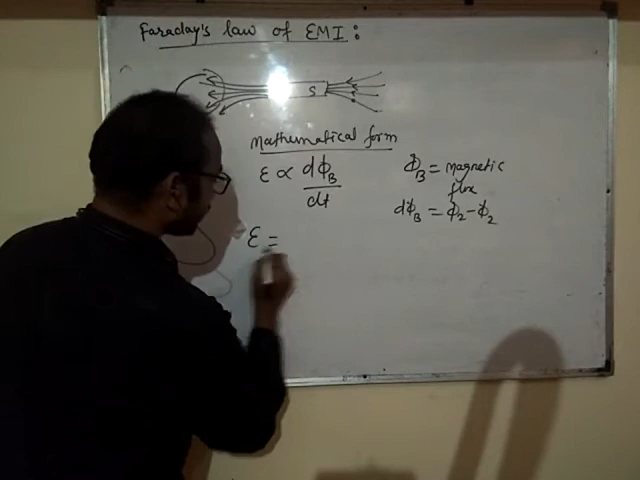 Faraday's law of EMI:
S
Mathematical form
ε ∝ dΦB/dt
ΦB = magnetic
flux
dΦB = Φ2 - Φ2
ε =